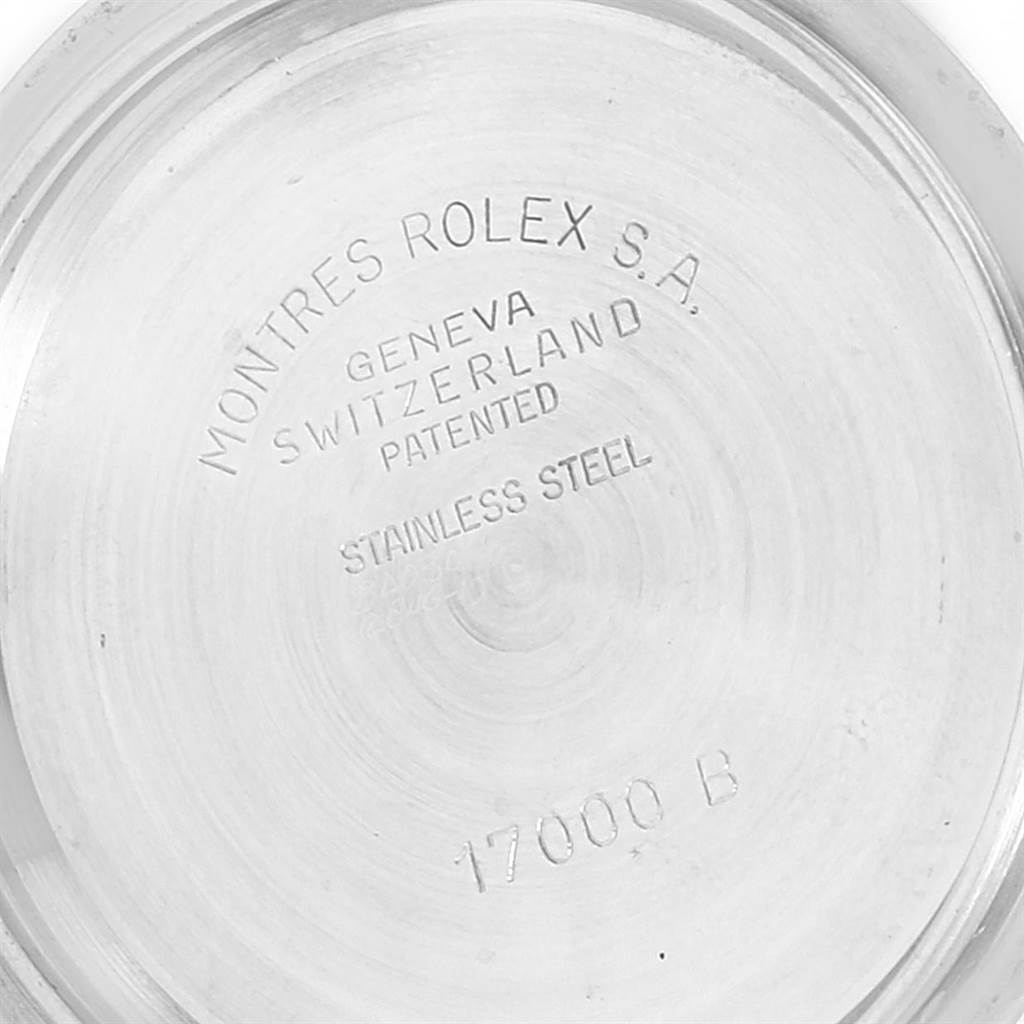 MONTRES ROLEX S.A.
GENEVA
SWITZERLAND
PATENTED
STAINLESS STEEL
17000 B